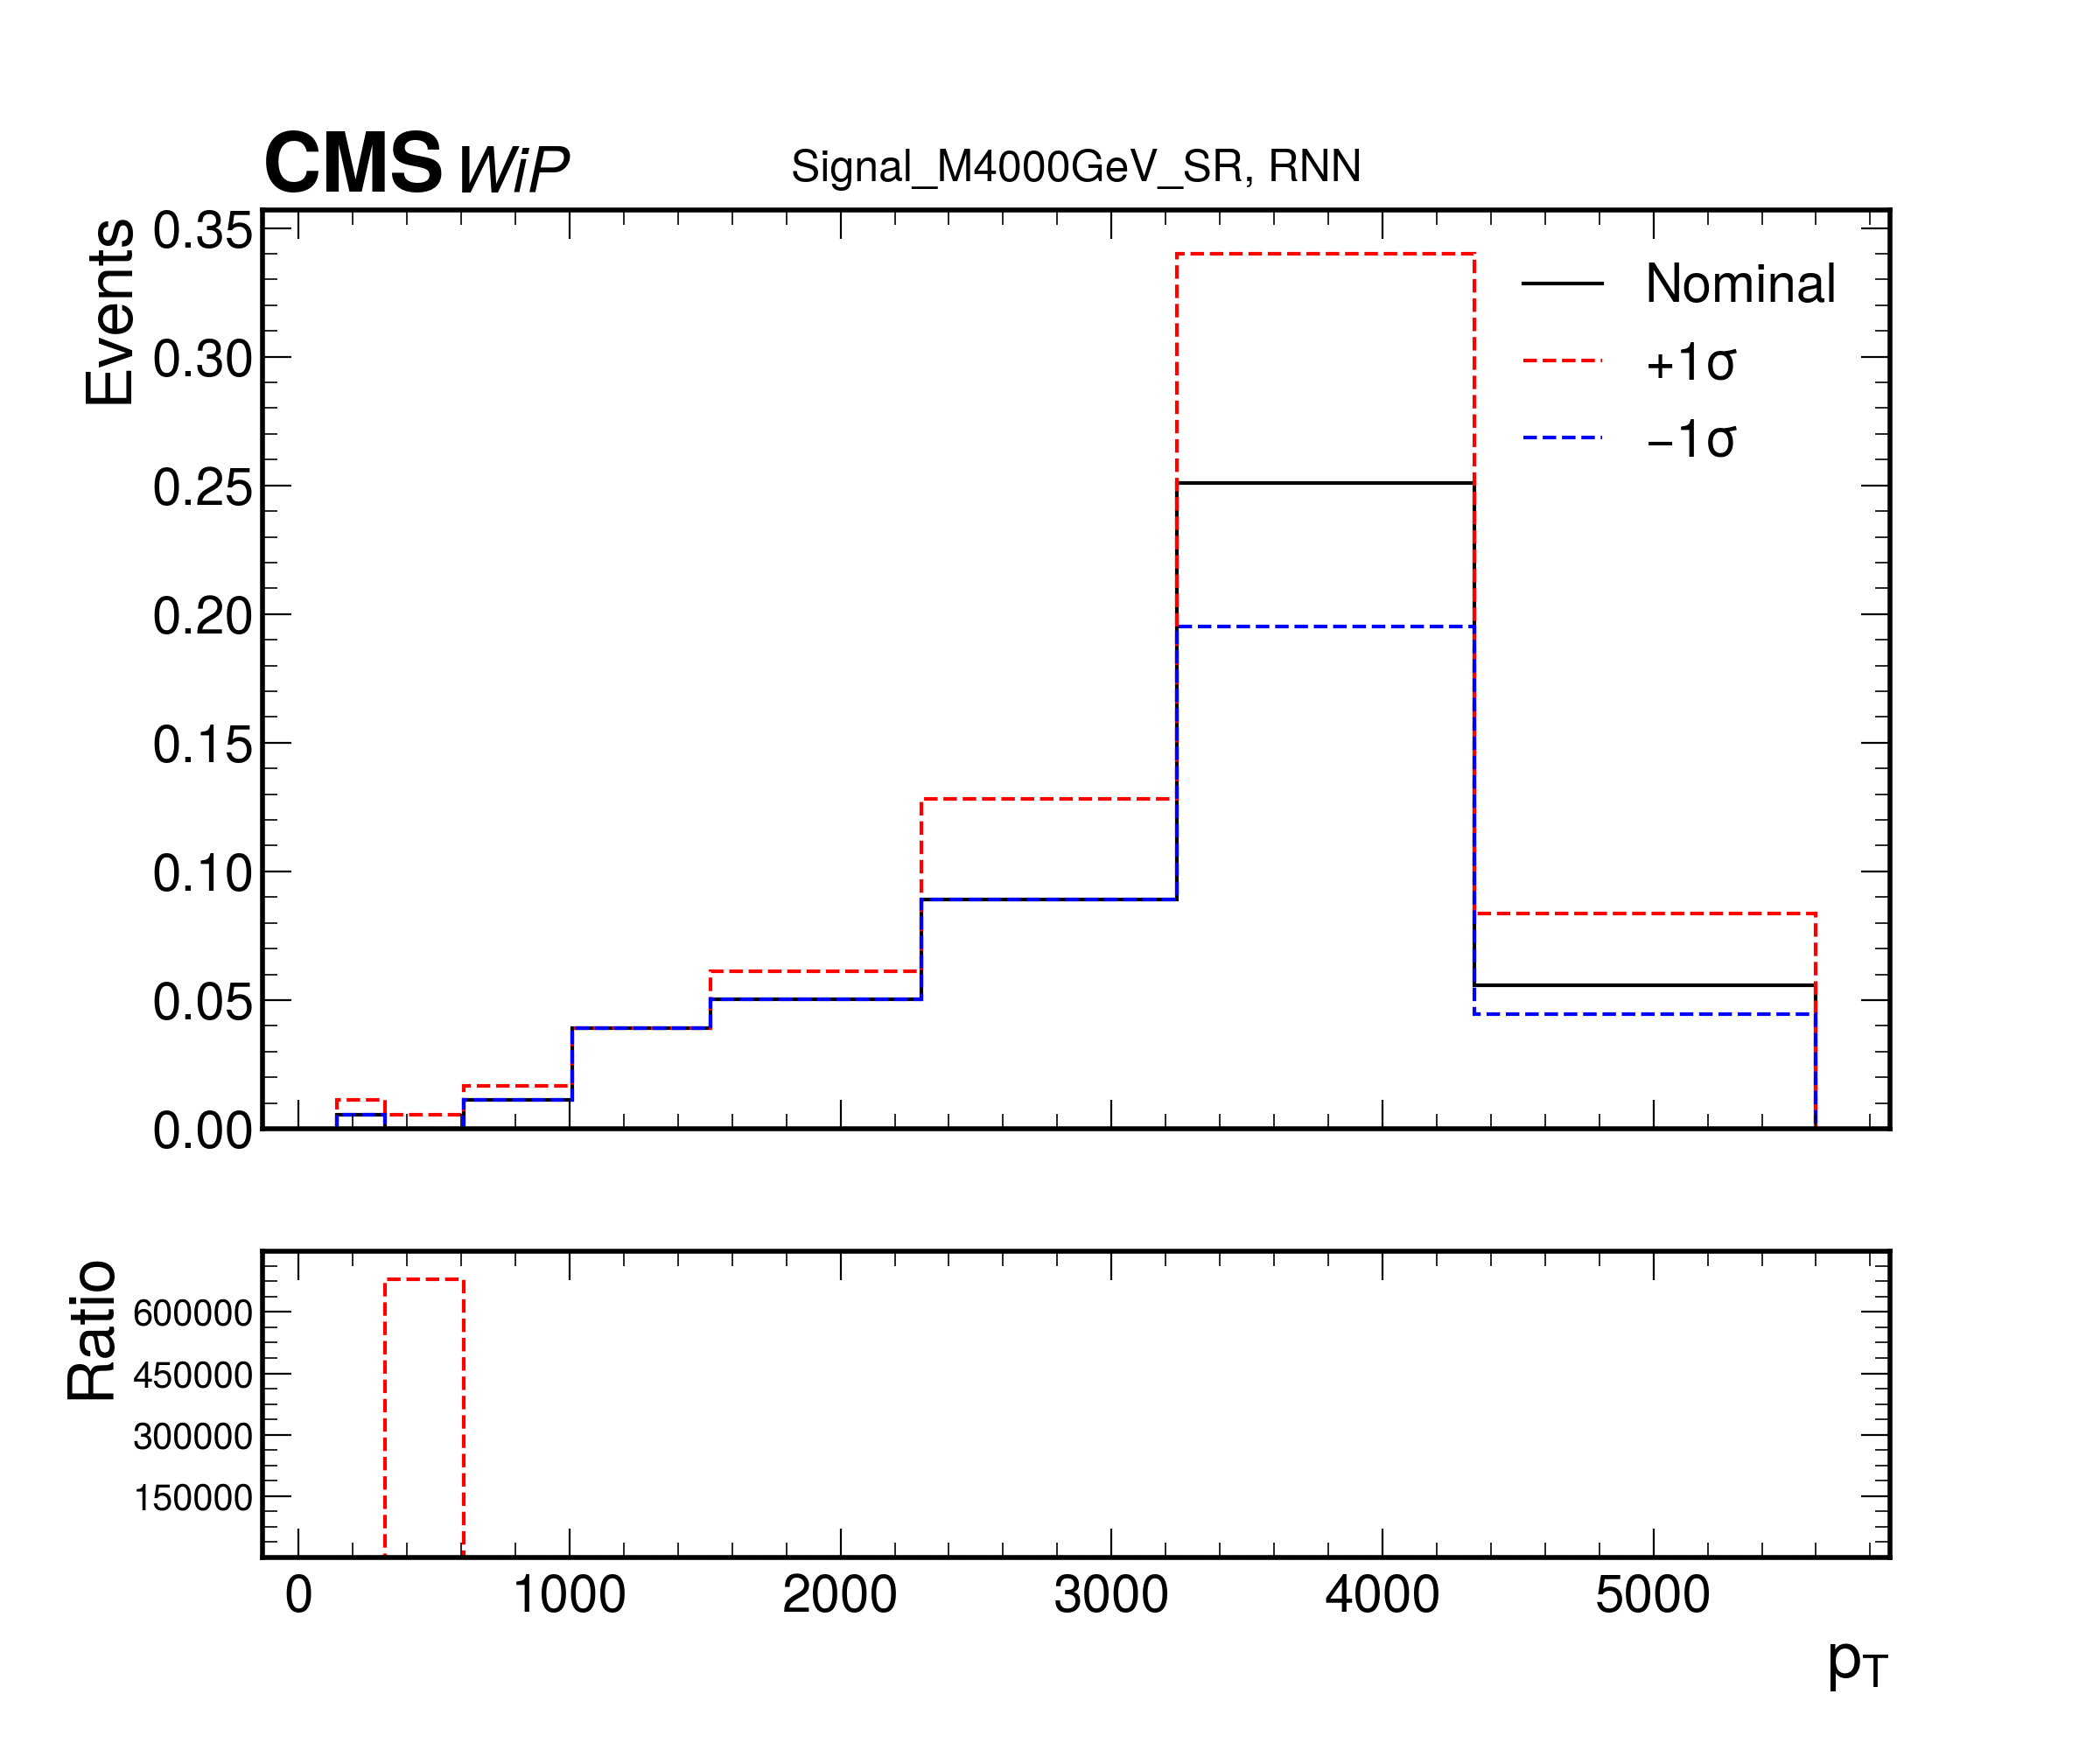 CMS WiP Signal_M4000GeV_SR, RNN
Events
0.35
0.30
0.25
0.20
0.15
0.10
0.05
0.00
Nominal
+1σ
−1σ
Ratio
600000
450000
300000
150000
0 1000 2000 3000 4000 5000
pT